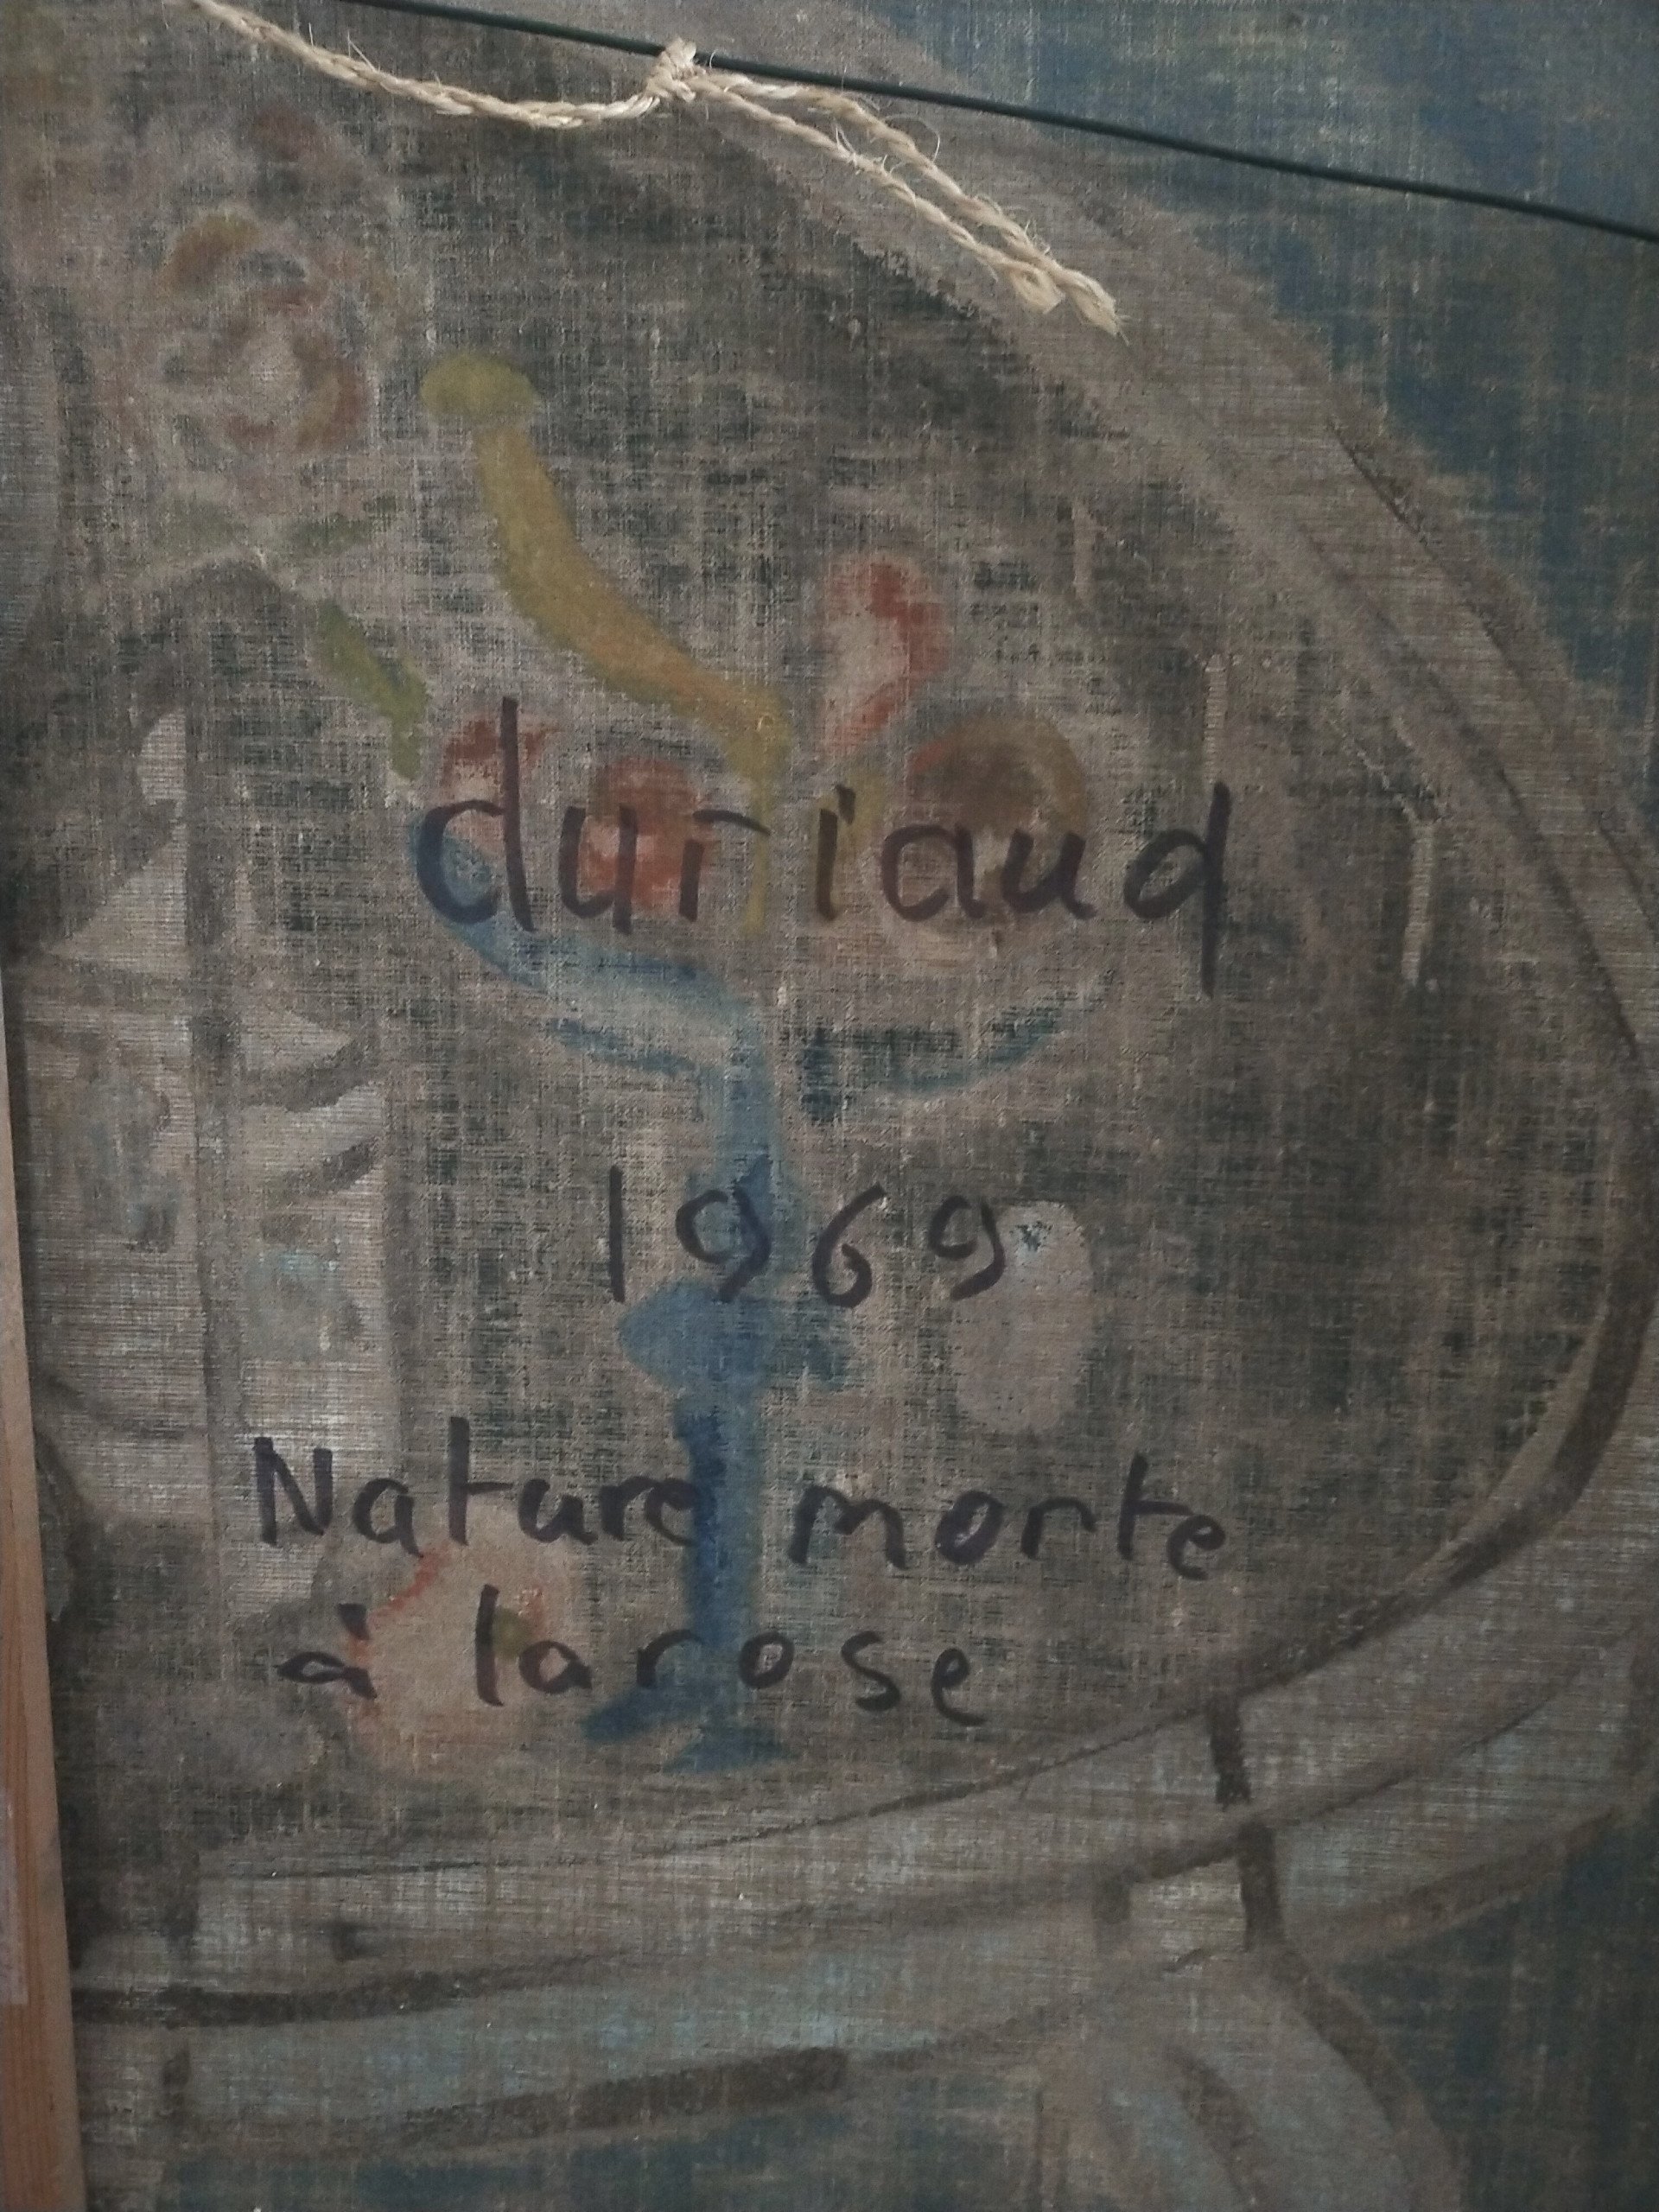 duriaud
1969
Nature morte
à la rose